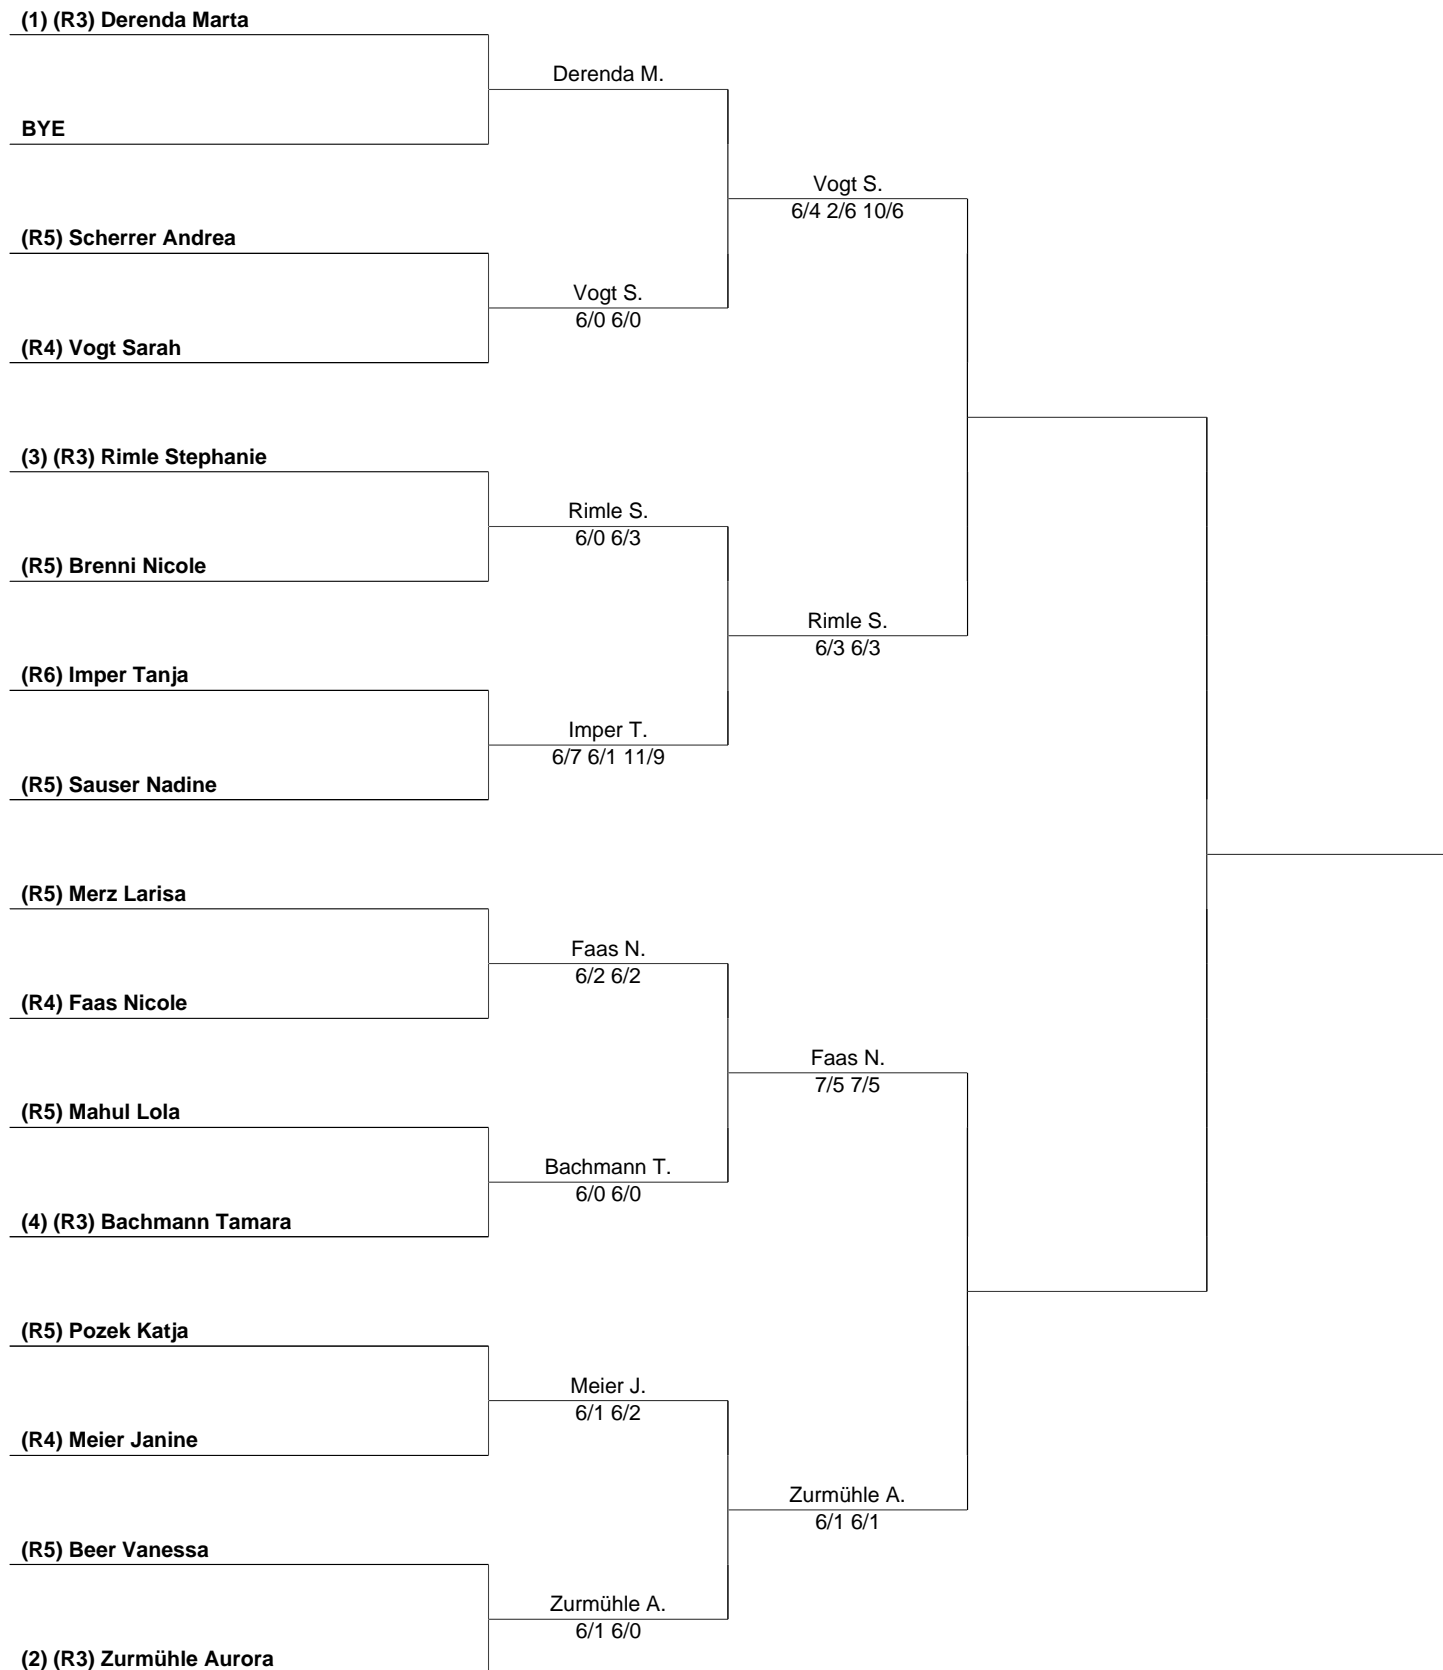 (1) (R3) Derenda Marta
Derenda M.
BYE
Vogt S.
6/4 2/6 10/6
(R5) Scherrer Andrea
Vogt S.
6/0 6/0
(R4) Vogt Sarah
(3) (R3) Rimle Stephanie
Rimle S.
6/0 6/3
(R5) Brenni Nicole
Rimle S.
6/3 6/3
(R6) Imper Tanja
Imper T.
6/7 6/1 11/9
(R5) Sauser Nadine
(R5) Merz Larisa
Faas N.
6/2 6/2
(R4) Faas Nicole
Faas N.
7/5 7/5
(R5) Mahul Lola
Bachmann T.
6/0 6/0
(4) (R3) Bachmann Tamara
(R5) Pozek Katja
Meier J.
6/1 6/2
(R4) Meier Janine
Zurmühle A.
6/1 6/1
(R5) Beer Vanessa
Zurmühle A.
6/1 6/0
(2) (R3) Zurmühle Aurora